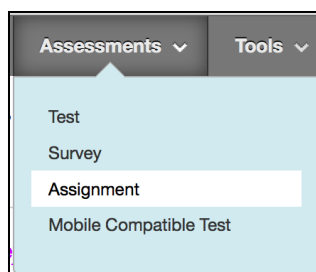 Assessments Tools
Test
Survey
Assignment
Mobile Compatible Test